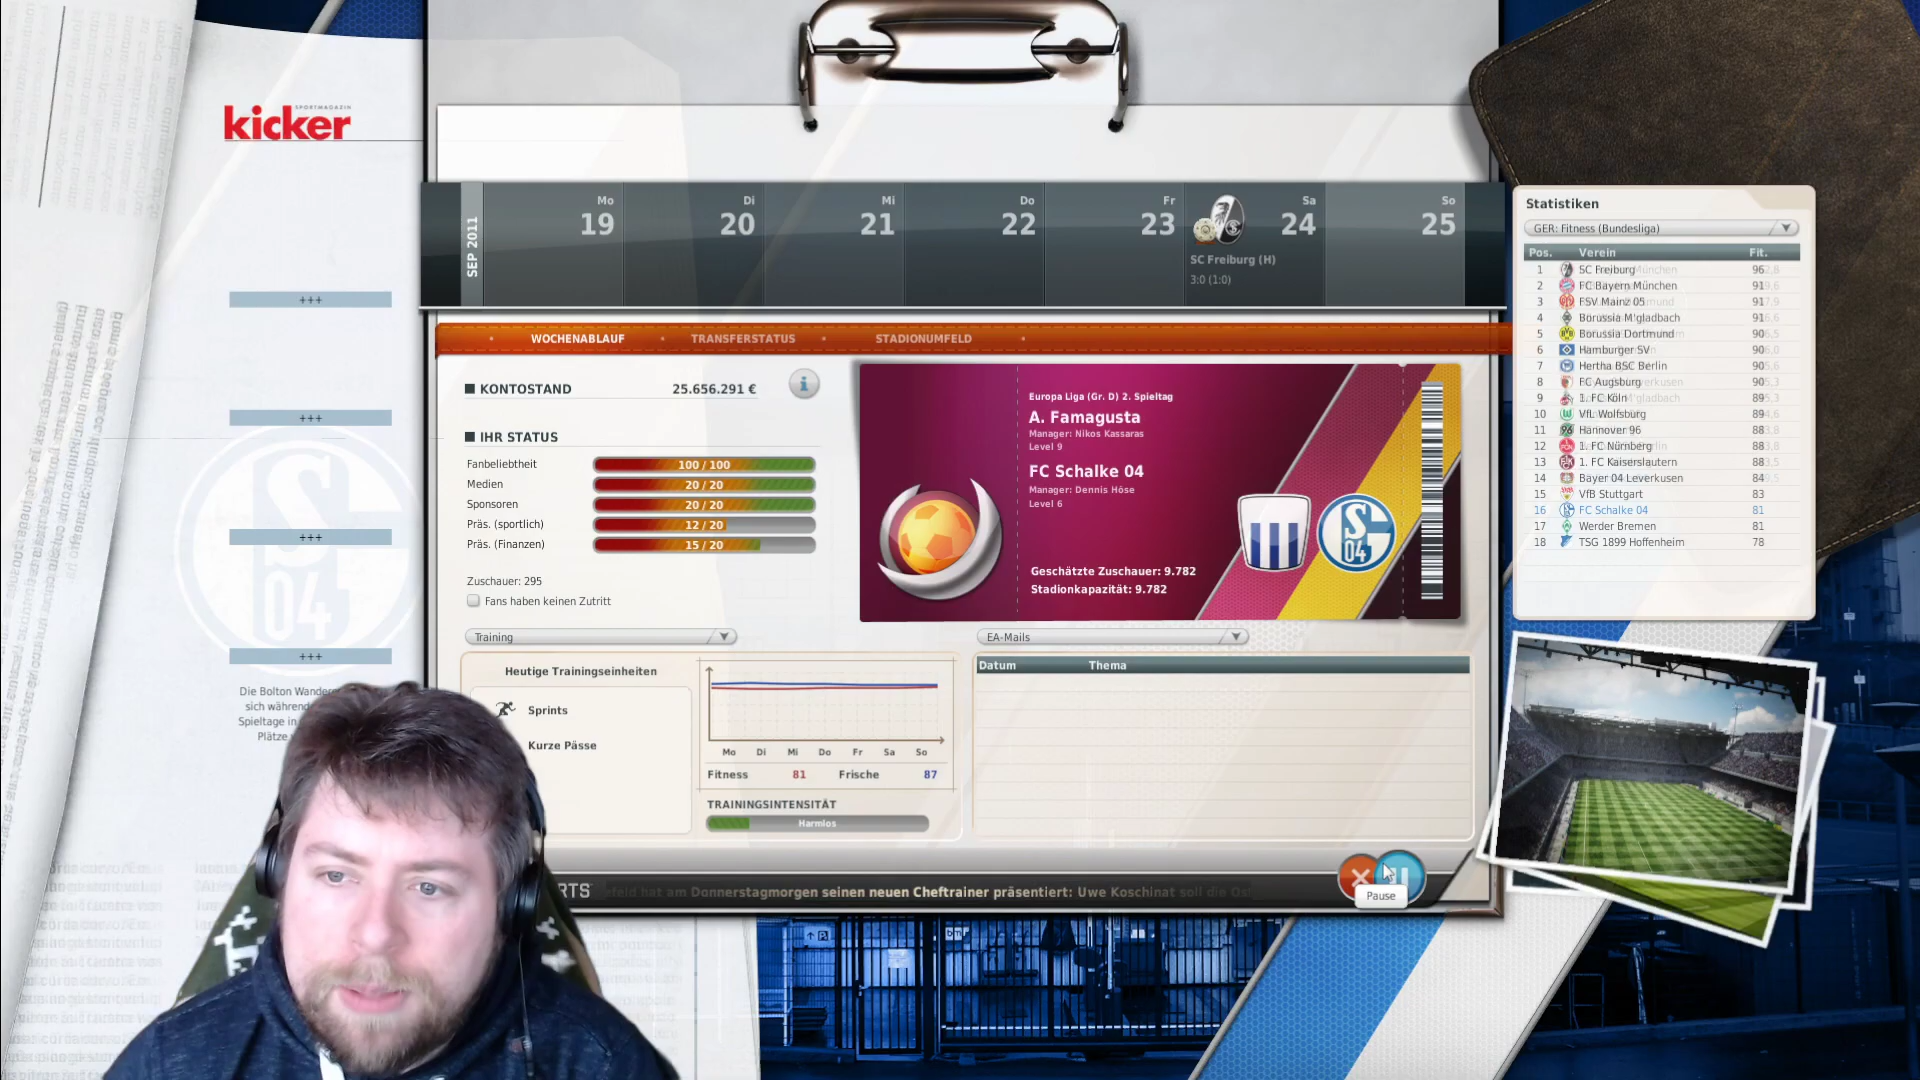 SPORTMAGAZIN
kicker
SEP 2011
Mo
19
Di
20
Mi
21
Do
22
Fr
23
Sa
24
So
25
SC Freiburg (H)
3:0 (1:0)
WOCHENABLAUF
TRANSFERSTATUS
STADIONUMFELD
+++
+++
+++
+++
Die Bolton Wander
sich während
Spieltage in
Plätze
KONTOSTAND 25.656.291 €
IHR STATUS
Fanbeliebtheit 100 / 100
Medien 20 / 20
Sponsoren 20 / 20
Präs. (sportlich) 12 / 20
Präs. (Finanzen) 15 / 20
Zuschauer: 295
Fans haben keinen Zutritt
Europa Liga (Gr. D) 2. Spieltag
A. Famagusta
Manager: Nikos Kassaras
Level 9
FC Schalke 04
Manager: Dennis Höse
Level 6
Geschätzte Zuschauer: 9.782
Stadionkapazität: 9.782
Training
Heutige Trainingseinheiten
Sprints
Kurze Pässe
Mo Di Mi Do Fr Sa So
Fitness 81 Frische 87
TRAININGSINTENSITÄT
Harmlos
EA-Mails
Datum Thema
RTS
feld hat am Donnerstagmorgen seinen neuen Cheftrainer präsentiert: Uwe Koschinat soll die Os
Pause
Statistiken
GER: Fitness (Bundesliga)
Pos. Verein Fit.
1 SC Freiburg 96
2 FC Bayern München 91
3 FSV Mainz 05 91
4 Borussia M'gladbach 91
5 Borussia Dortmund 90
6 Hamburger SV 90
7 Hertha BSC Berlin 90
8 FC Augsburg 90
9 1. FC Köln 89
10 VfL Wolfsburg 89
11 Hannover 96 88
12 1. FC Nürnberg 88
13 1. FC Kaiserslautern 88
14 Bayer 04 Leverkusen 84
15 VfB Stuttgart 83
16 FC Schalke 04 81
17 Werder Bremen 81
18 TSG 1899 Hoffenheim 78